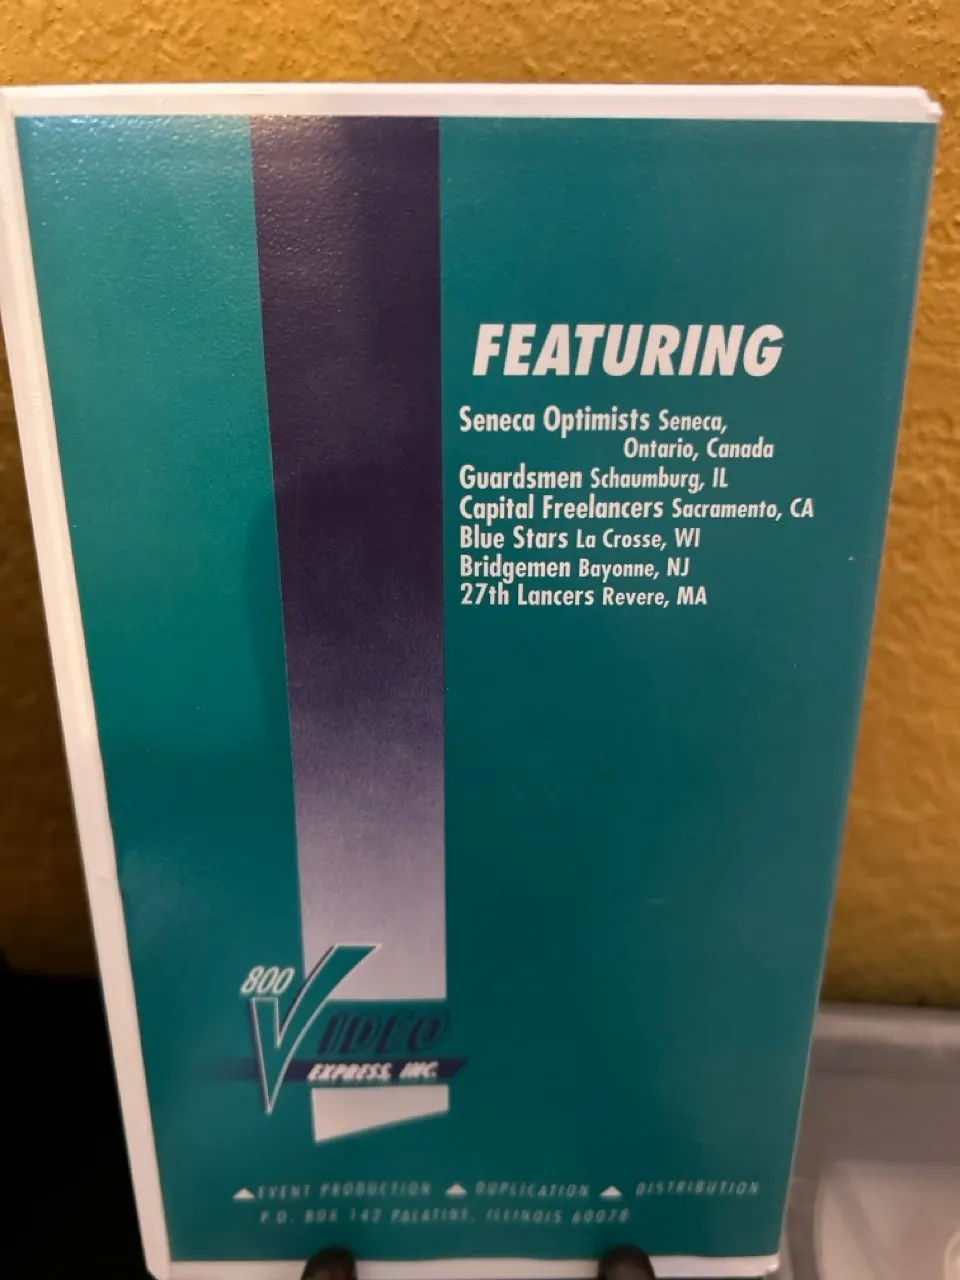 FEATURING
Seneca Optimists Seneca,
Ontario, Canada
Guardsmen Schaumburg, IL
Capital Freelancers Sacramento, CA
Blue Stars La Crosse, WI
Bridgemen Bayonne, NJ
27th Lancers Revere, MA
800
VIDEO
EXPRESS, INC.
EVENT PRODUCTION DUPLICATION DISTRIBUTION
P.O. BOX 142 PALATINE, ILLINOIS 60078